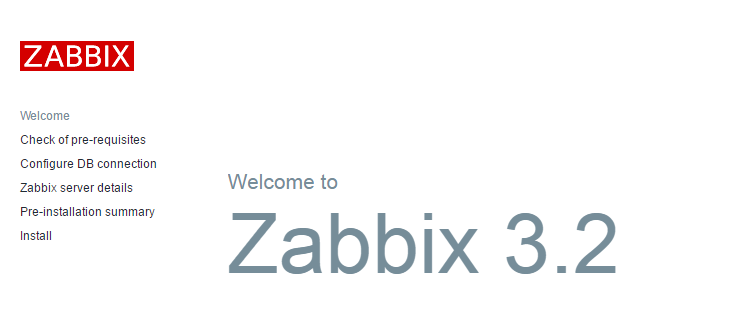 ZABBIX
Welcome
Check of pre-requisites
Configure DB connection
Zabbix server details
Pre-installation summary
Install
Welcome to
Zabbix 3.2